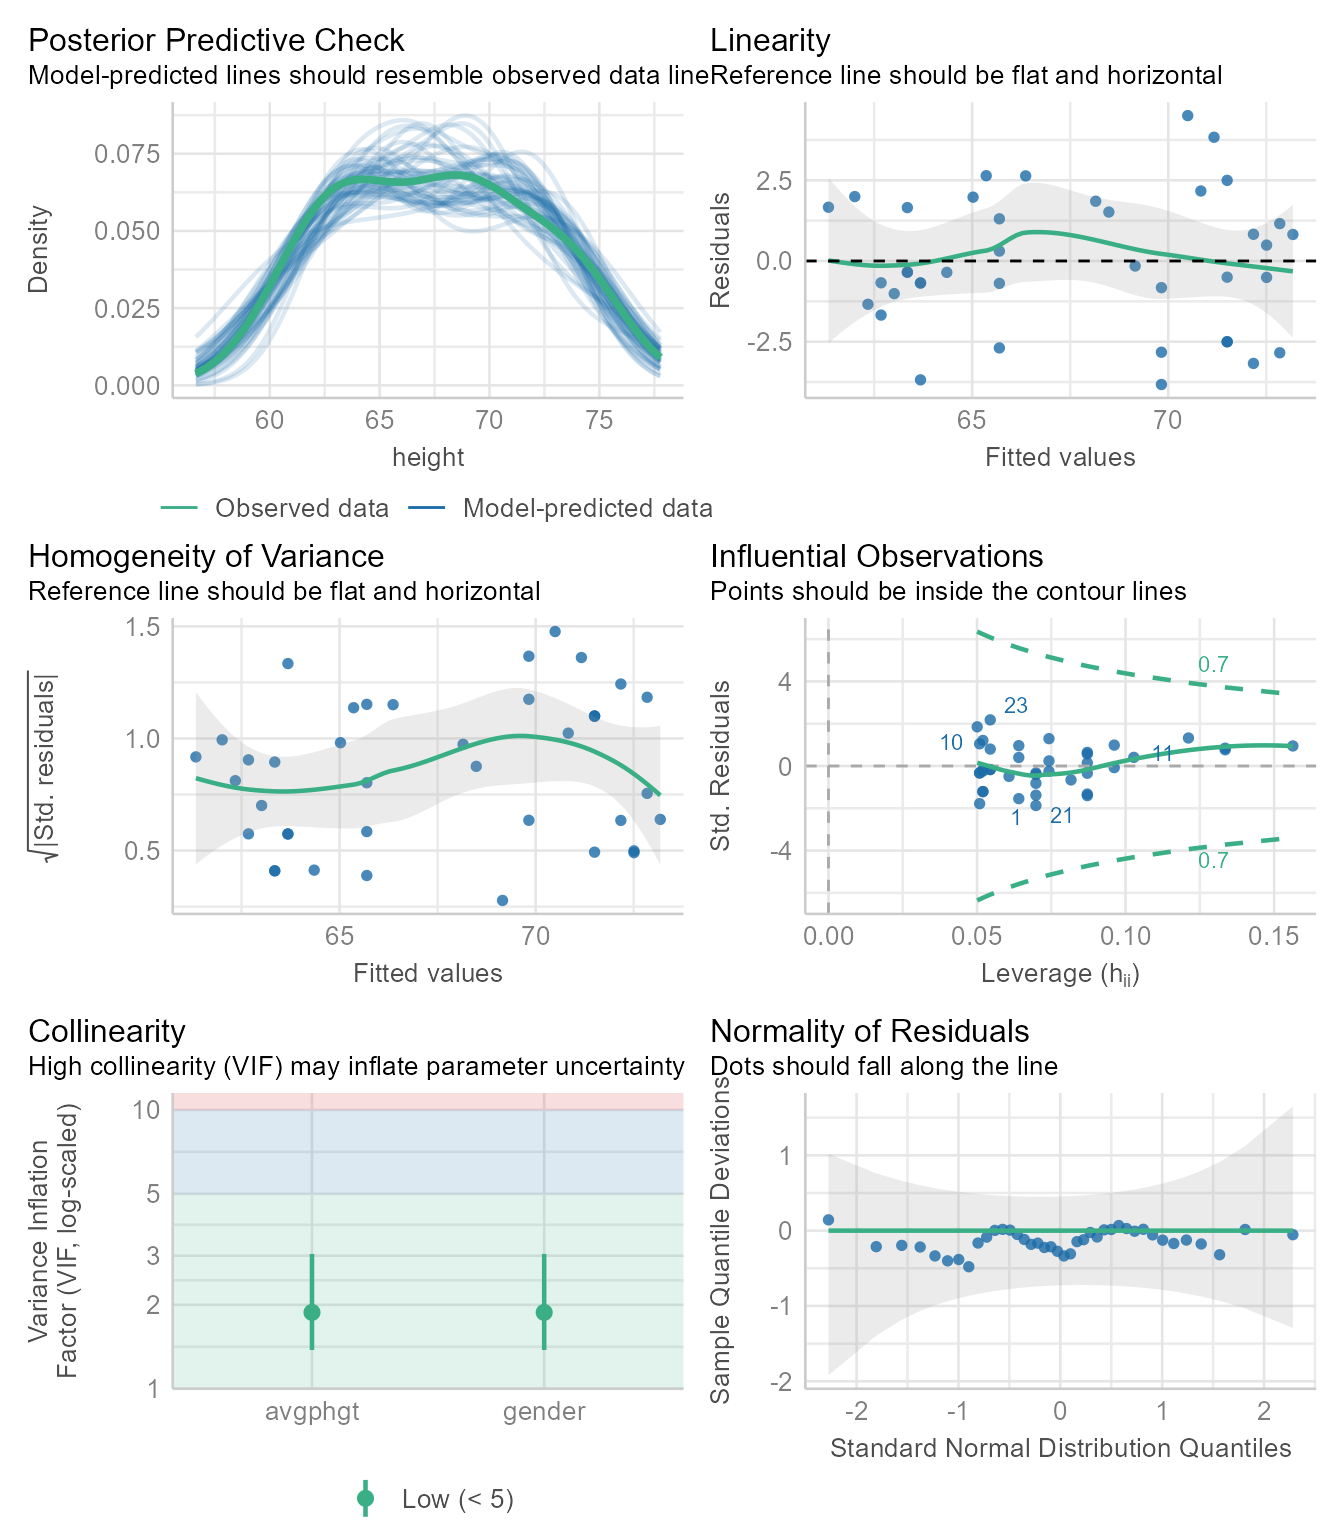 Posterior Predictive Check
Model-predicted lines should resemble observed data line
0.075
0.050
0.025
0.000
Density
60 65 70 75
height
Observed data Model-predicted data
Linearity
Reference line should be flat and horizontal
2.5
0.0
-2.5
Residuals
65 70
Fitted values
Homogeneity of Variance
Reference line should be flat and horizontal
1.5
1.0
0.5
√|Std. residuals|
65 70
Fitted values
Influential Observations
Points should be inside the contour lines
0.7
4
23
10
11
0
1 21
-4
0.7
Std. Residuals
0.00 0.05 0.10 0.15
Leverage (hii)
Collinearity
High collinearity (VIF) may inflate parameter uncertainty
10
5
3
2
1
Variance Inflation
Factor (VIF, log-scaled)
avgphgt gender
Low (< 5)
Normality of Residuals
Dots should fall along the line
1
0
-1
-2
Sample Quantile Deviations
-2 -1 0 1 2
Standard Normal Distribution Quantiles